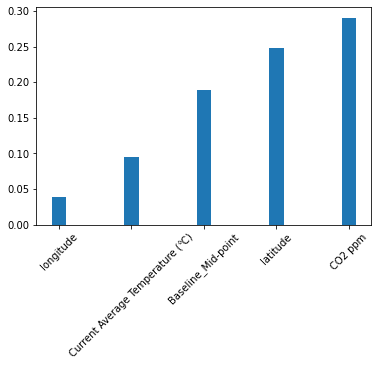 0.30
0.25
0.20
0.15
0.10
0.05
0.00
longitude
Current Average Temperature (℃)
Baseline_Mid-point
latitude
CO2 ppm